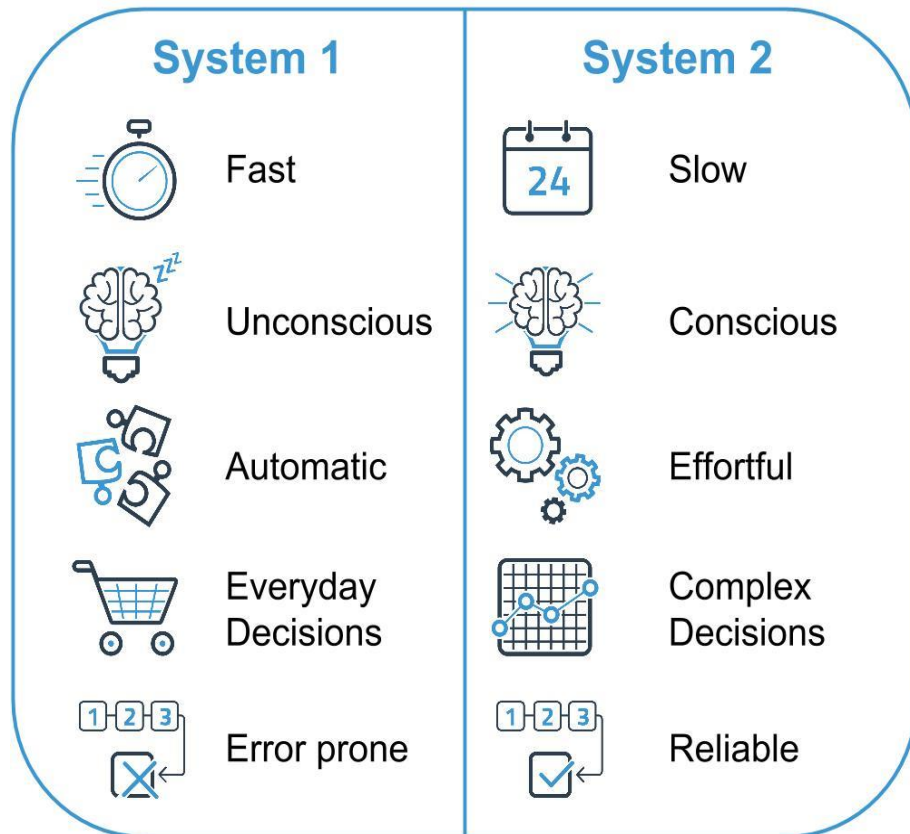 System 1
Fast
zzz
Unconscious
Automatic
Everyday
Decisions
1 2 3
Error prone
System 2
24
Slow
Conscious
Effortful
Complex
Decisions
1 2 3
Reliable